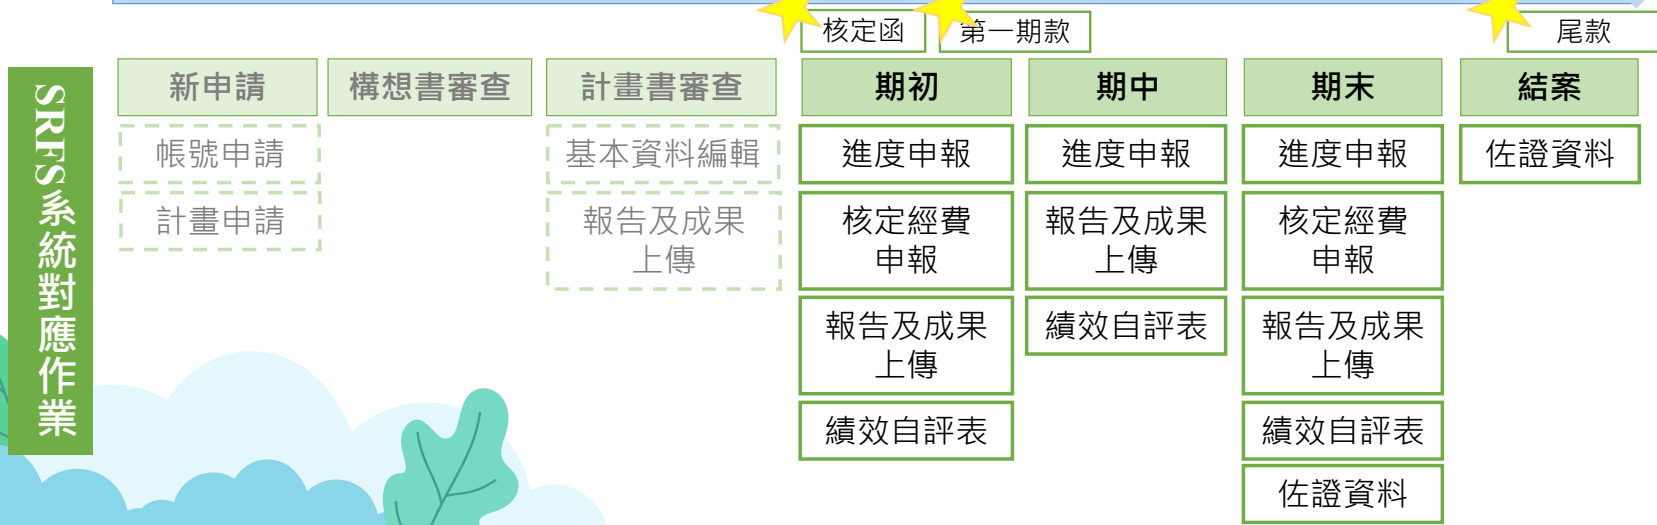 核定函
第一期款
尾款
SRFS系統對應作業
新申請
構想書審查
計畫書審查
期初
期中
期末
結案
帳號申請
基本資料編輯
進度申報
進度申報
進度申報
佐證資料
計畫申請
報告及成果
上傳
核定經費
申報
報告及成果
上傳
核定經費
申報
報告及成果
上傳
績效自評表
報告及成果
上傳
績效自評表
績效自評表
佐證資料